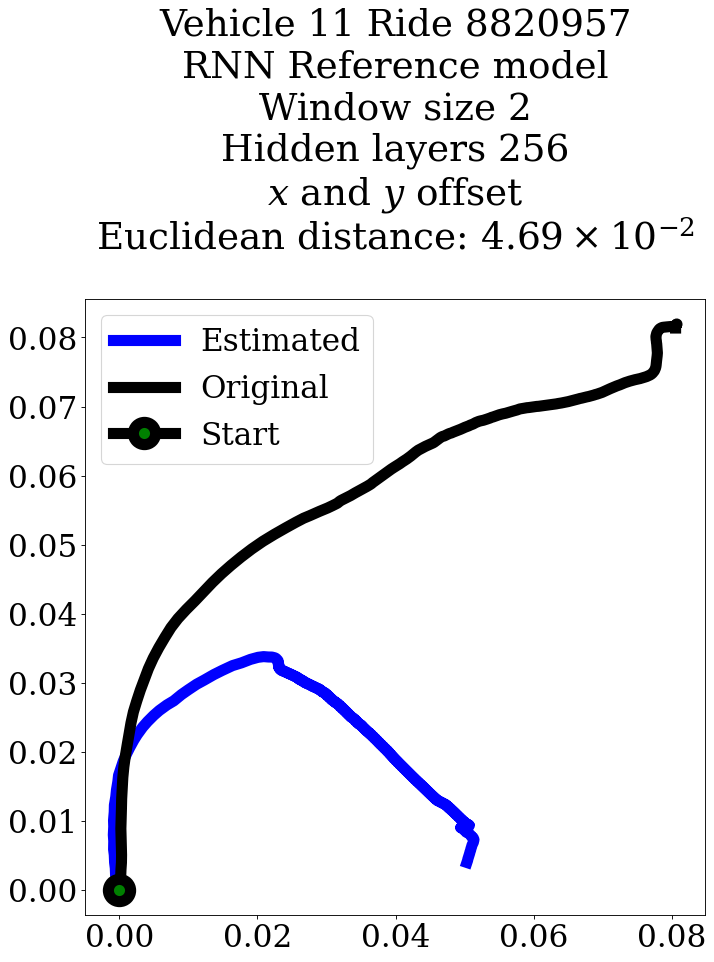 Vehicle 11 Ride 8820957
RNN Reference model
Window size 2
Hidden layers 256
x and y offset
Euclidean distance: 4.69 × 10⁻²
Estimated
Original
Start
0.08
0.07
0.06
0.05
0.04
0.03
0.02
0.01
0.00
0.00 0.02 0.04 0.06 0.08